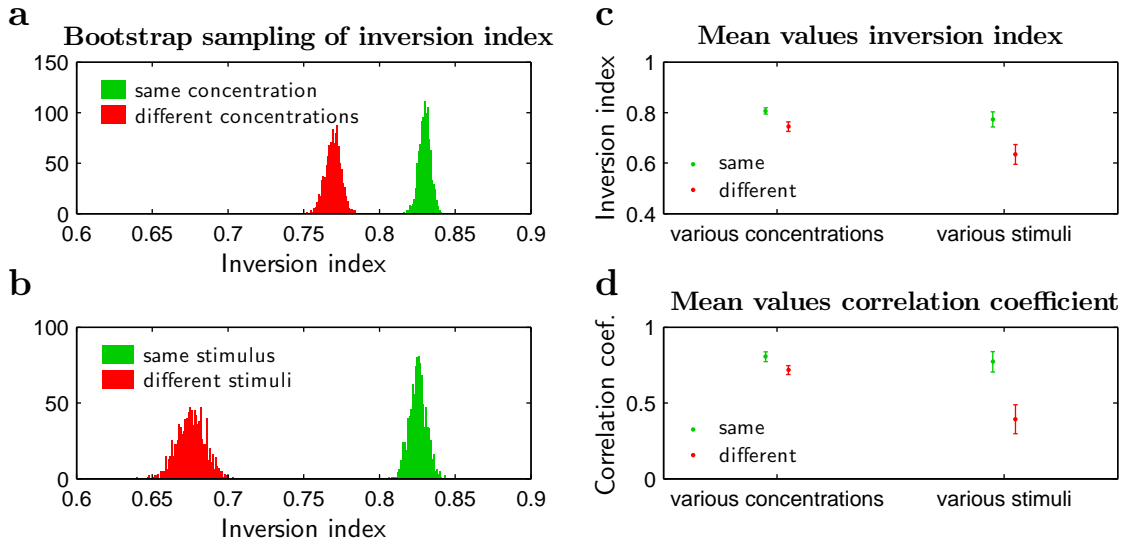 a
Bootstrap sampling of inversion index
150
100
50
0
same concentration
different concentrations
0.6 0.65 0.7 0.75 0.8 0.85 0.9
Inversion index
b
100
50
0
same stimulus
different stimuli
0.6 0.65 0.7 0.75 0.8 0.85 0.9
Inversion index
c
Mean values inversion index
Inversion index
1
0.8
0.6
0.4
same
different
various concentrations various stimuli
d
Mean values correlation coefficient
Correlation coef.
1
0.5
0
same
different
various concentrations various stimuli